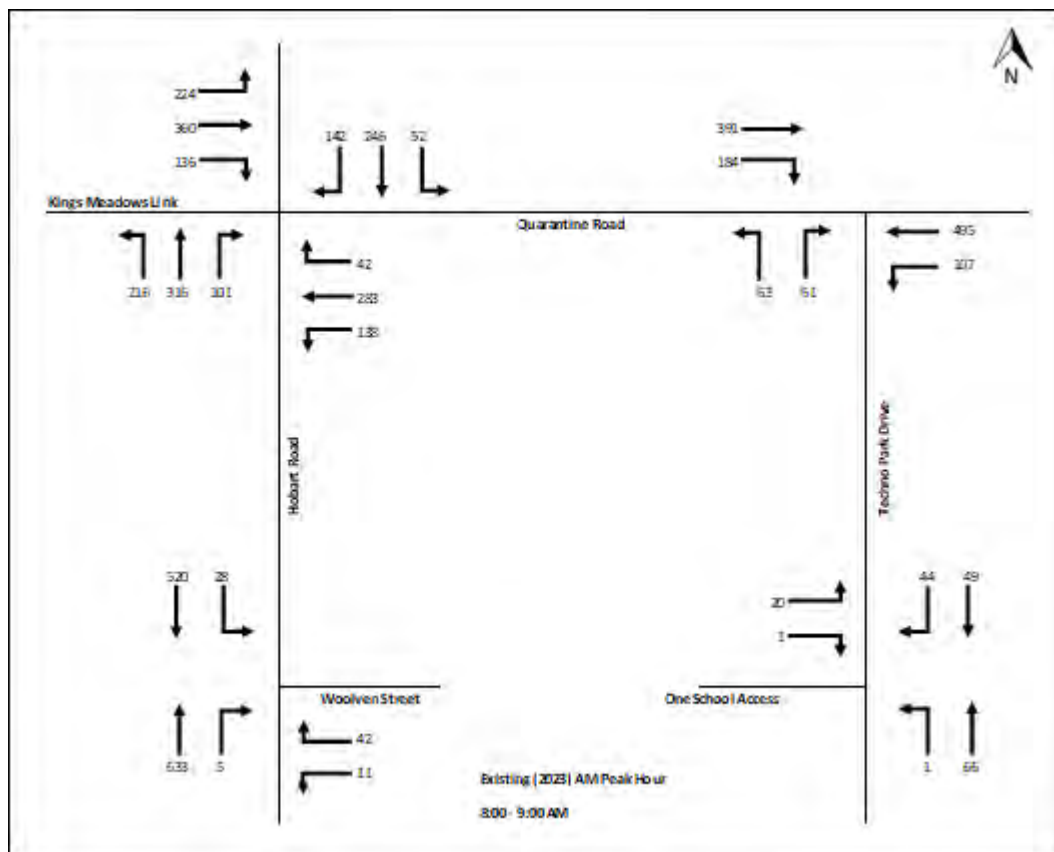 N
224
360
136
142 246 52
391
184
Kings Meadows Link
Quarantine Road
216 316 101
42
283
138
63 61
495
107
Hobart Road
Techno Park Drive
520 28
20
1
44 49
Woolven Street
One School Access
633 5
42
11
1 66
Existing (2023) AM Peak Hour
8:00 - 9:00 AM